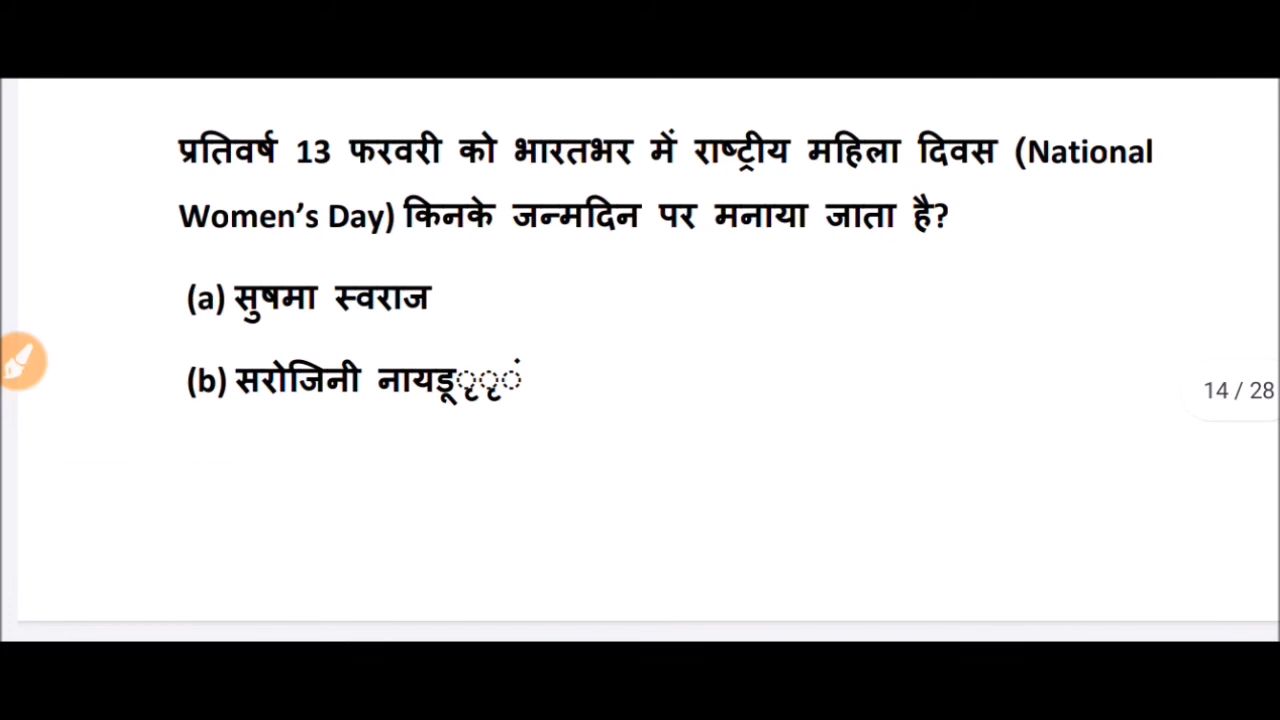 प्रतिवर्ष 13 फरवरी को भारतभर में राष्ट्रीय महिला दिवस (National
Women’s Day) किनके जन्मदिन पर मनाया जाता है?
(a) सुषमा स्वराज
(b) सरोजिनी नायडूृृं
14 / 28